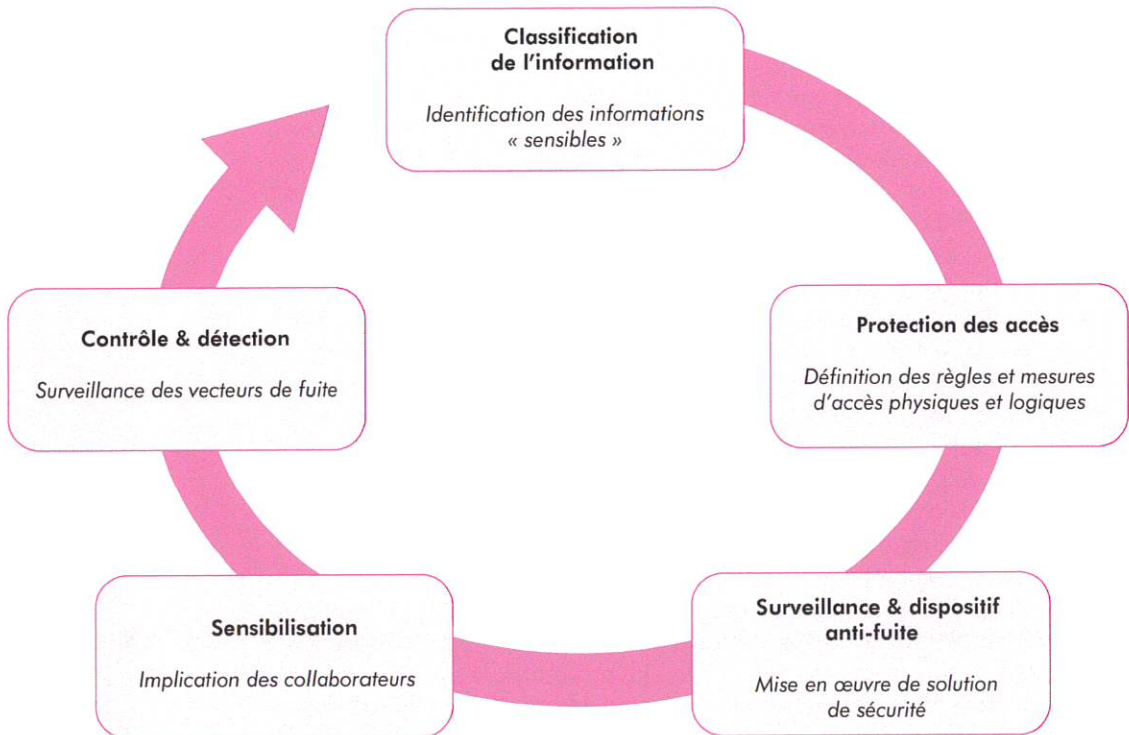 Classification
de l'information
Identification des informations
« sensibles »
Protection des accès
Définition des règles et mesures
d'accès physiques et logiques
Surveillance & dispositif
anti-fuite
Mise en œuvre de solution
de sécurité
Sensibilisation
Implication des collaborateurs
Contrôle & détection
Surveillance des vecteurs de fuite